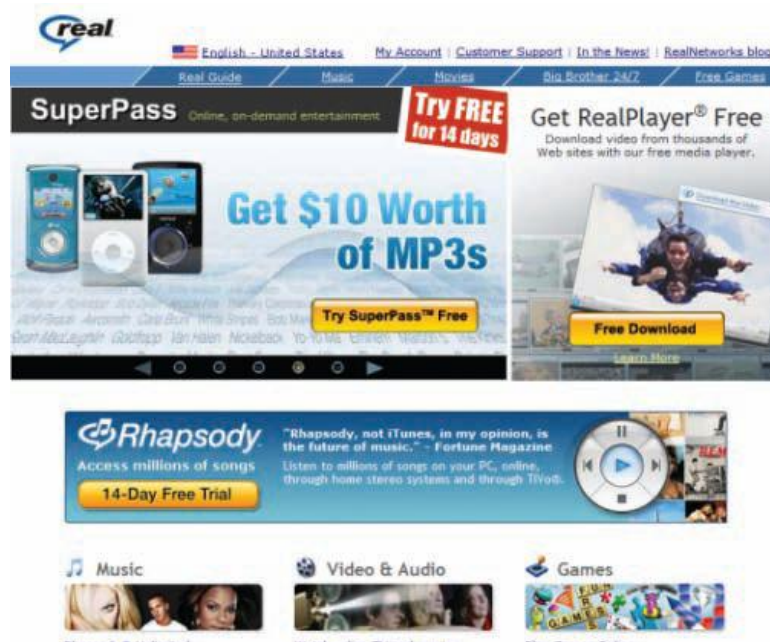 real
English - United States
My Account | Customer Support | In the News! | RealNetworks blog
Real Guide
Music
Movies
Big Brother 24/7
Free Games
SuperPass Online, on-demand entertainment
Try FREE
for 14 days
Get $10 Worth
of MP3s
Try SuperPass™ Free
Get RealPlayer® Free
Download video from thousands of
Web sites with our free media player.
Free Download
Learn More
Rhapsody
Access millions of songs
14-Day Free Trial
"Rhapsody, not iTunes, in my opinion, is
the future of music." - Fortune Magazine
Listen to millions of songs on your PC, online,
through home stereo systems and through TiVo®.
Music
Video & Audio
Games